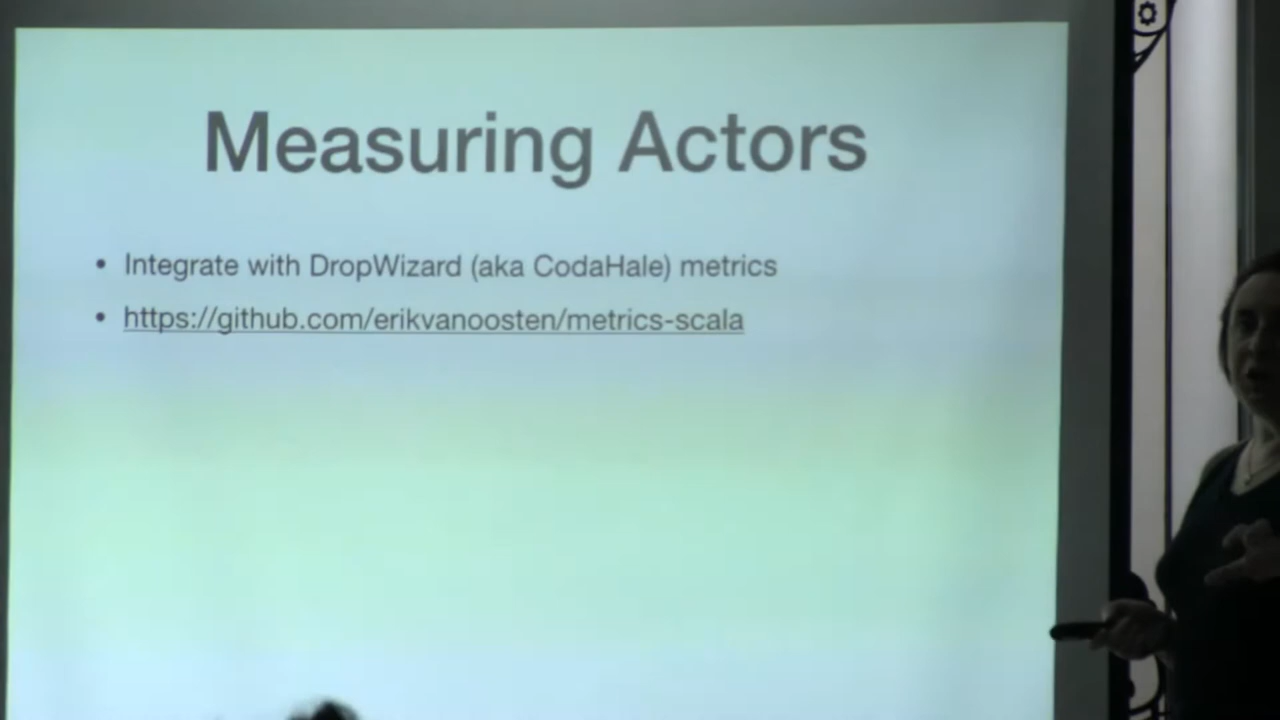 Measuring Actors
• Integrate with DropWizard (aka CodaHale) metrics
• https://github.com/erikvanoosten/metrics-scala